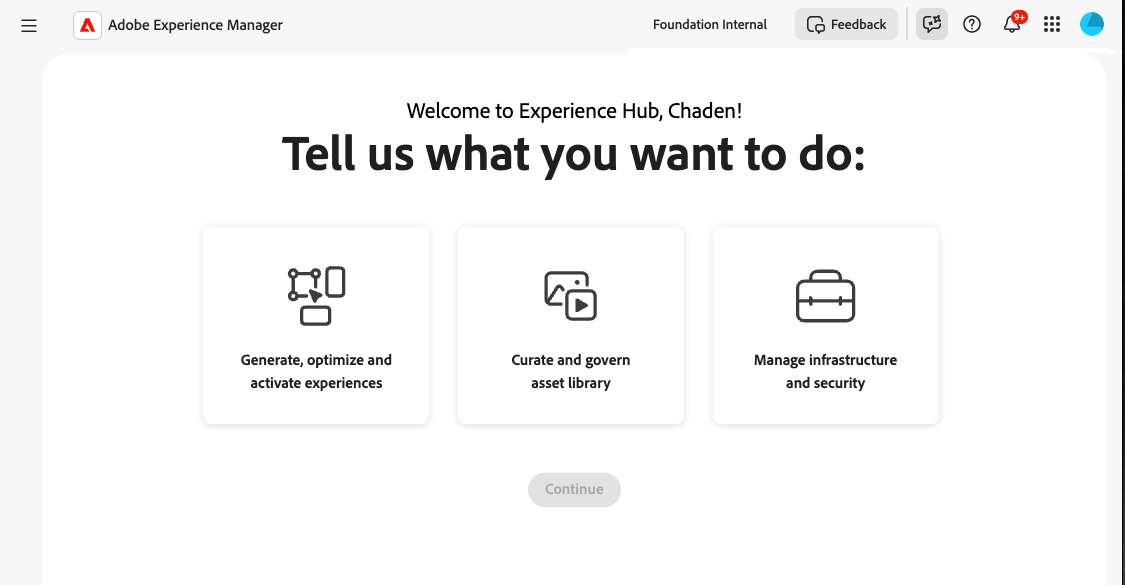 Adobe Experience Manager
Foundation Internal
Feedback
9+
Welcome to Experience Hub, Chaden!
Tell us what you want to do:
Generate, optimize and
activate experiences
Curate and govern
asset library
Manage infrastructure
and security
Continue